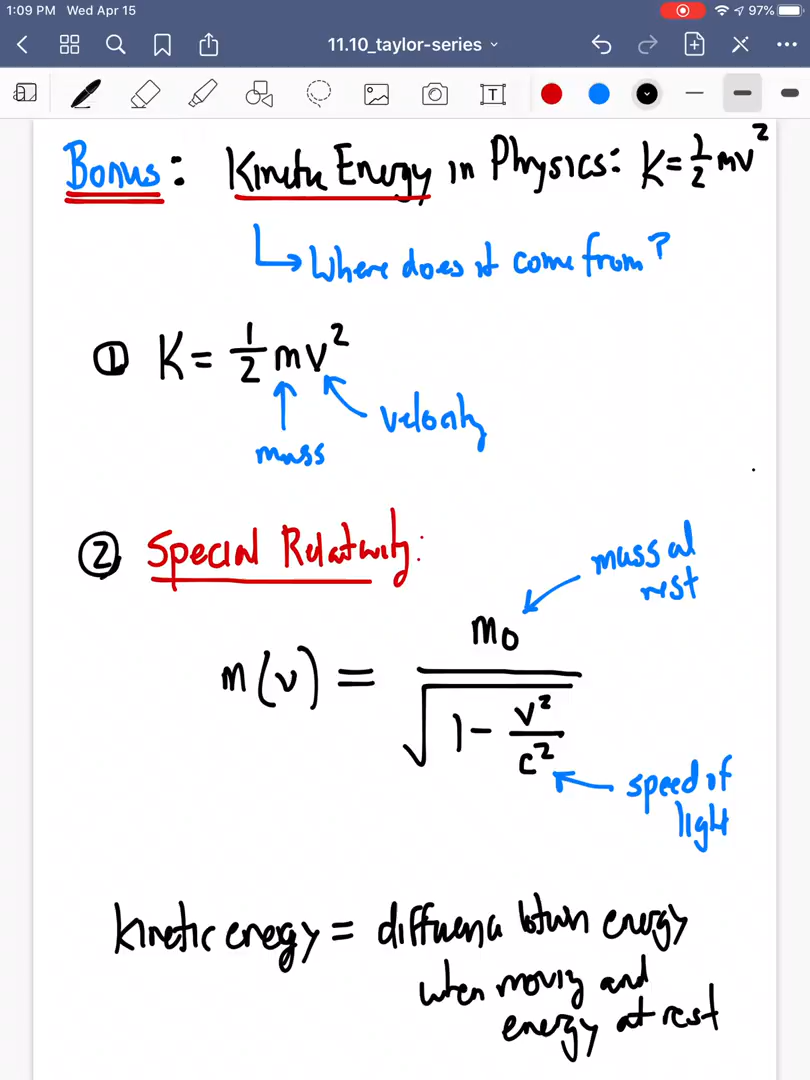 1:09 PM Wed Apr 15
97%
11.10_taylor-series
T
Bonus: Kinetic Energy in Physics: K = 1/2 mv²
Where does it come from?
① K = 1/2 mv²
mass
velocity
② Special Relativity:
mass at
rest
m(v) = m₀ / √(1 - v²/c²)
speed of
light
kinetic enegy = difference between energy
when moving and
energy at rest